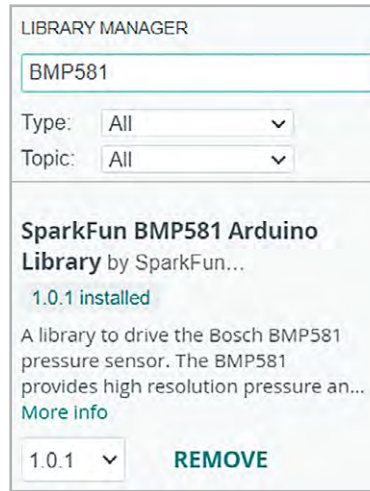 LIBRARY MANAGER
BMP581
Type: All
Topic: All
SparkFun BMP581 Arduino
Library by SparkFun...
1.0.1 installed
A library to drive the Bosch BMP581
pressure sensor. The BMP581
provides high resolution pressure an...
More info
1.0.1 REMOVE